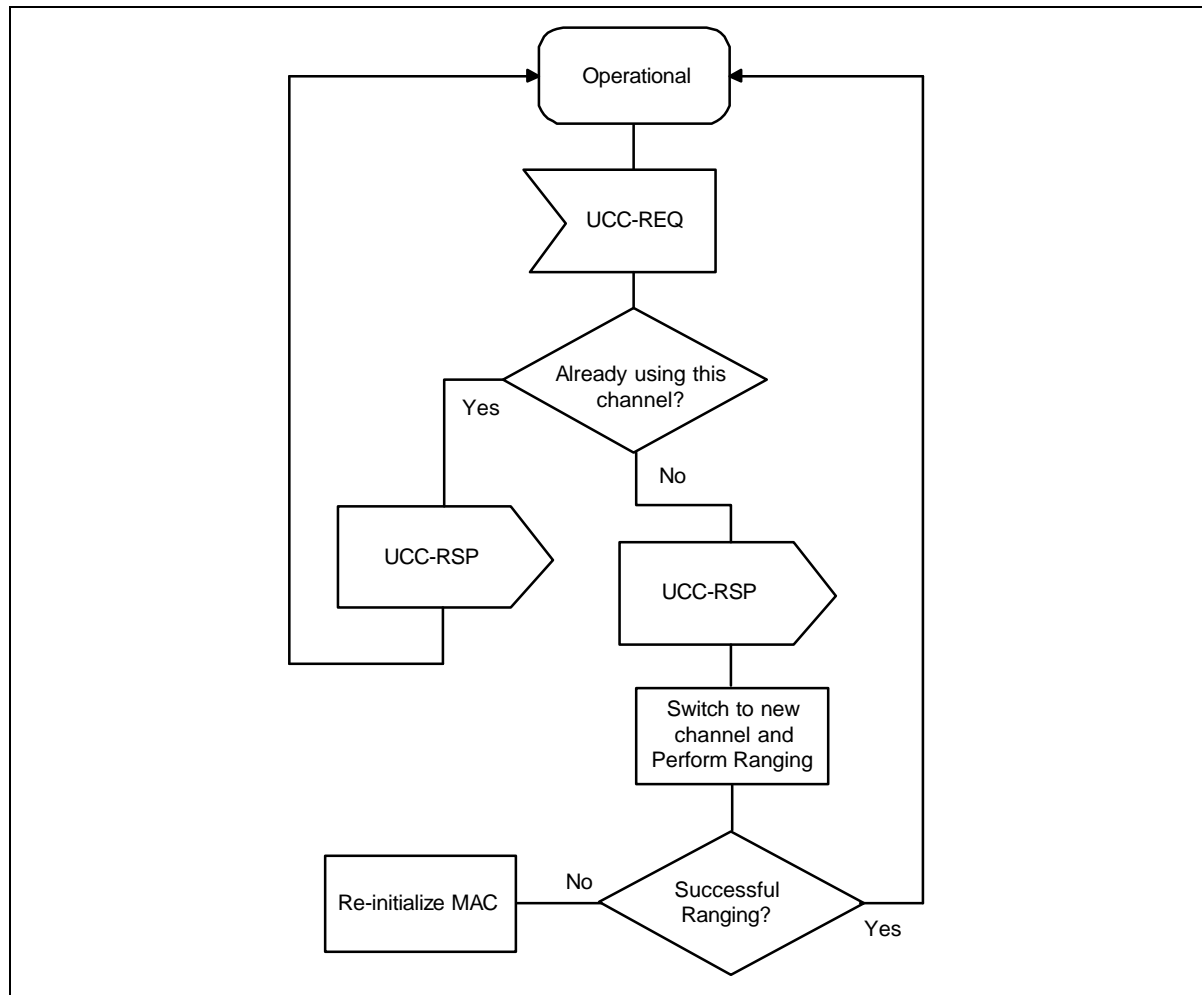 Operational
UCC-REQ
Already using this
channel?
Yes
No
UCC-RSP
UCC-RSP
Switch to new
channel and
Perform Ranging
No
Re-initialize MAC
Successful
Ranging?
Yes